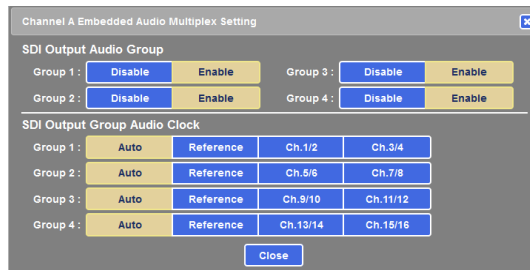 Channel A Embedded Audio Multiplex Setting
SDI Output Audio Group
Group 1 : Disable Enable Group 3 : Disable Enable
Group 2 : Disable Enable Group 4 : Disable Enable
SDI Output Group Audio Clock
Group 1 : Auto Reference Ch.1/2 Ch.3/4
Group 2 : Auto Reference Ch.5/6 Ch.7/8
Group 3 : Auto Reference Ch.9/10 Ch.11/12
Group 4 : Auto Reference Ch.13/14 Ch.15/16
Close